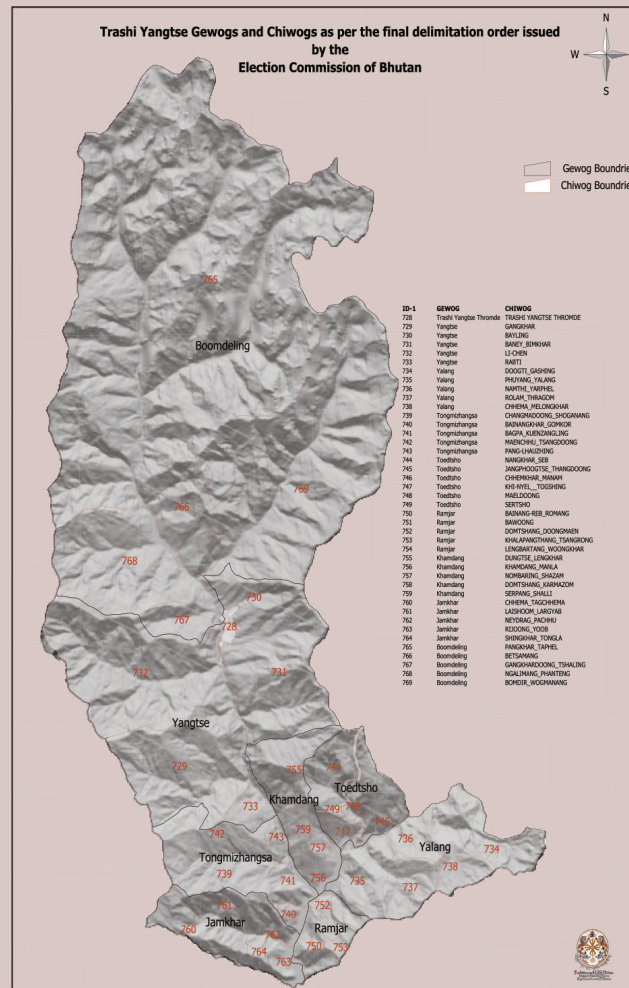 Trashi Yangtse Gewogs and Chiwogs as per the final delimitation order issued
by the
Election Commission of Bhutan
N
W
S
Gewog Boundrie
Chiwog Boundrie
ID-1 GEWOG CHIWOG
728 Trashi Yangtse Thromde TRASHI YANGTSE THROMDE
729 Yangtse GANGKHAR
730 Yangtse BAYLING
731 Yangtse BANEY_BIMKHAR
732 Yangtse LI-CHEN
733 Yangtse RABTI
734 Yalang DOOGTI_GASHING
735 Yalang PHUYANG_YALANG
736 Yalang NAMTHI_YARPHEL
737 Yalang ROLAM_THRAGOM
738 Yalang CHHEMA_MELONGKHAR
739 Tongmizhangsa CHANGMADOONG_SHOGANANG
740 Tongmizhangsa BAINANGKHAR_GOMKOR
741 Tongmizhangsa BAGPA_KUENZANGLING
742 Tongmizhangsa MAENCHHU_TSANGDOONG
743 Tongmizhangsa PANG-LHAUZHING
744 Toedtsho NANGKHAR_SEB
745 Toedtsho JANGPHOOGTSE_THANGDOONG
746 Toedtsho CHHEMKHAR_MANAM
747 Toedtsho KHI-NYEL__TOGSHING
748 Toedtsho MAELDOONG
749 Toedtsho SERTSHO
750 Ramjar BAINANG-REB_ROMANG
751 Ramjar BAWOONG
752 Ramjar DOMTSHANG_DOONGMAEN
753 Ramjar KHALAPANGTHANG_TSANGRONG
754 Ramjar LENGBARTANG_WOONGKHAR
755 Khamdang DUNGTSE_LENGKHAR
756 Khamdang KHAMDANG_MANLA
757 Khamdang NOMBARING_SHAZAM
758 Khamdang DOMTSHANG_KARMAZOM
759 Khamdang SERPANG_SHALLI
760 Jamkhar CHHEMA_TAGCHHEMA
761 Jamkhar LAISHOOM_LARGYAB
762 Jamkhar NEYDRAG_PACHHU
763 Jamkhar RIJOONG_YOOB
764 Jamkhar SHINGKHAR_TONGLA
765 Boomdeling PANGKHAR_TAPHEL
766 Boomdeling BETSAMANG
767 Boomdeling GANGKHARDOONG_TSHALING
768 Boomdeling NGALIMANG_PHANTENG
769 Boomdeling BOMDIR_WOGMANANG
765
Boomdeling
769
766
768
730
767
728
732
731
Yangtse
729
755
Toedtsho
Khamdang
733
749
759
742
743
747
736
757
Yalang
734
Tongmizhangsa
738
739
741
735
737
761
740
752
Jamkhar
760
Ramjar
764
750
753
763